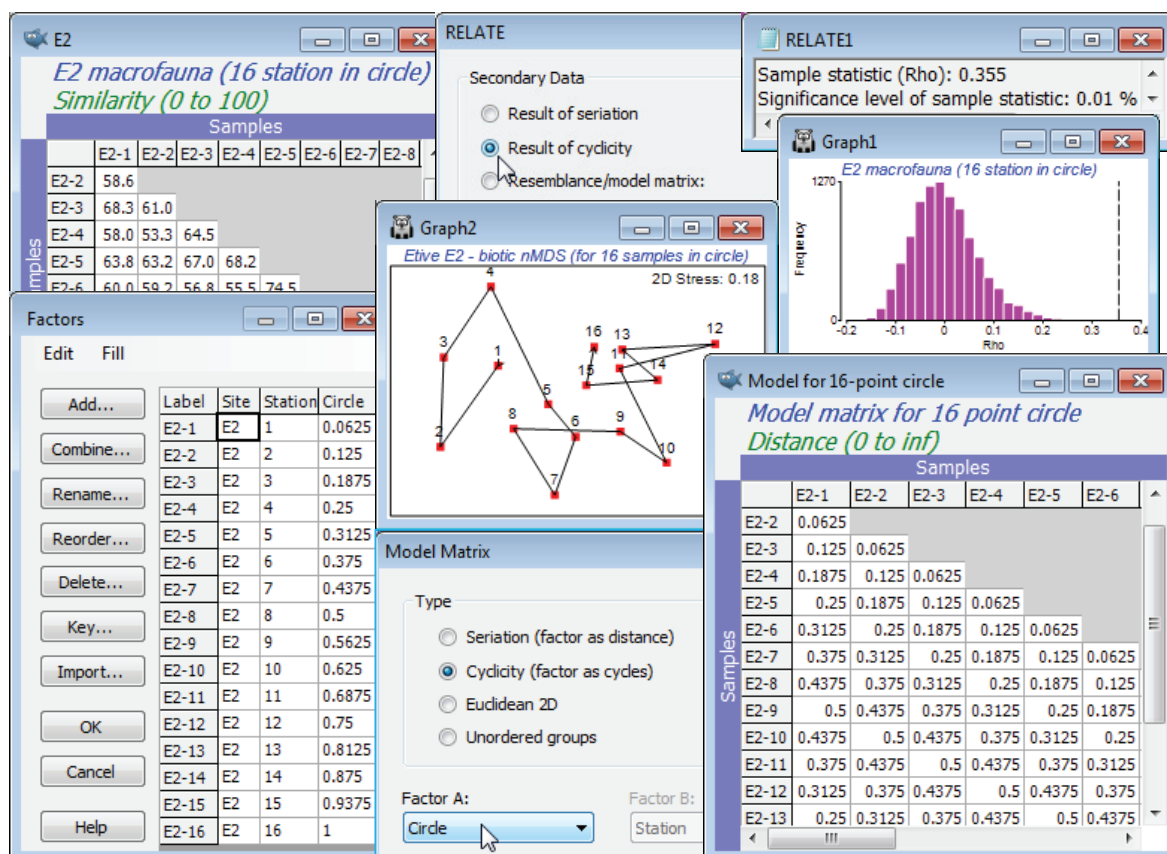 E2
E2 macrofauna (16 station in circle)
Similarity (0 to 100)
Samples
E2-1 E2-2 E2-3 E2-4 E2-5 E2-6 E2-7 E2-8
Samples
E2-2 58.6
E2-3 68.3 61.0
E2-4 58.0 53.3 64.5
E2-5 63.8 63.2 67.0 68.2
E2-6 60.0 59.2 56.8 55.5 74.5
RELATE
Secondary Data
Result of seriation
Result of cyclicity
Resemblance/model matrix:
RELATE1
Sample statistic (Rho): 0.355
Significance level of sample statistic: 0.01 %
Graph1
E2 macrofauna (16 station in circle)
1270
Frequency
0
-0.2 -0.1 0 0.1 0.2 0.3 0.4
Rho
Graph2
Etive E2 - biotic nMDS (for 16 samples in circle)
2D Stress: 0.18
4
3
1
2
5
8
6
7
16
13
12
11
14
15
9
10
Factors
Edit Fill
Add...
Combine...
Rename...
Reorder...
Delete...
Key...
Import...
OK
Cancel
Help
Label Site Station Circle
E2-1 E2 1 0.0625
E2-2 E2 2 0.125
E2-3 E2 3 0.1875
E2-4 E2 4 0.25
E2-5 E2 5 0.3125
E2-6 E2 6 0.375
E2-7 E2 7 0.4375
E2-8 E2 8 0.5
E2-9 E2 9 0.5625
E2-10 E2 10 0.625
E2-11 E2 11 0.6875
E2-12 E2 12 0.75
E2-13 E2 13 0.8125
E2-14 E2 14 0.875
E2-15 E2 15 0.9375
E2-16 E2 16 1
Model Matrix
Type
Seriation (factor as distance)
Cyclicity (factor as cycles)
Euclidean 2D
Unordered groups
Factor A: Factor B:
Circle Station
Model for 16-point circle
Model matrix for 16 point circle
Distance (0 to inf)
Samples
E2-1 E2-2 E2-3 E2-4 E2-5 E2-6
Samples
E2-2 0.0625
E2-3 0.125 0.0625
E2-4 0.1875 0.125 0.0625
E2-5 0.25 0.1875 0.125 0.0625
E2-6 0.3125 0.25 0.1875 0.125 0.0625
E2-7 0.375 0.3125 0.25 0.1875 0.125 0.0625
E2-8 0.4375 0.375 0.3125 0.25 0.1875 0.125
E2-9 0.5 0.4375 0.375 0.3125 0.25 0.1875
E2-10 0.4375 0.5 0.4375 0.375 0.3125 0.25
E2-11 0.375 0.4375 0.5 0.4375 0.375 0.3125
E2-12 0.3125 0.375 0.4375 0.5 0.4375 0.375
E2-13 0.25 0.3125 0.375 0.4375 0.5 0.4375